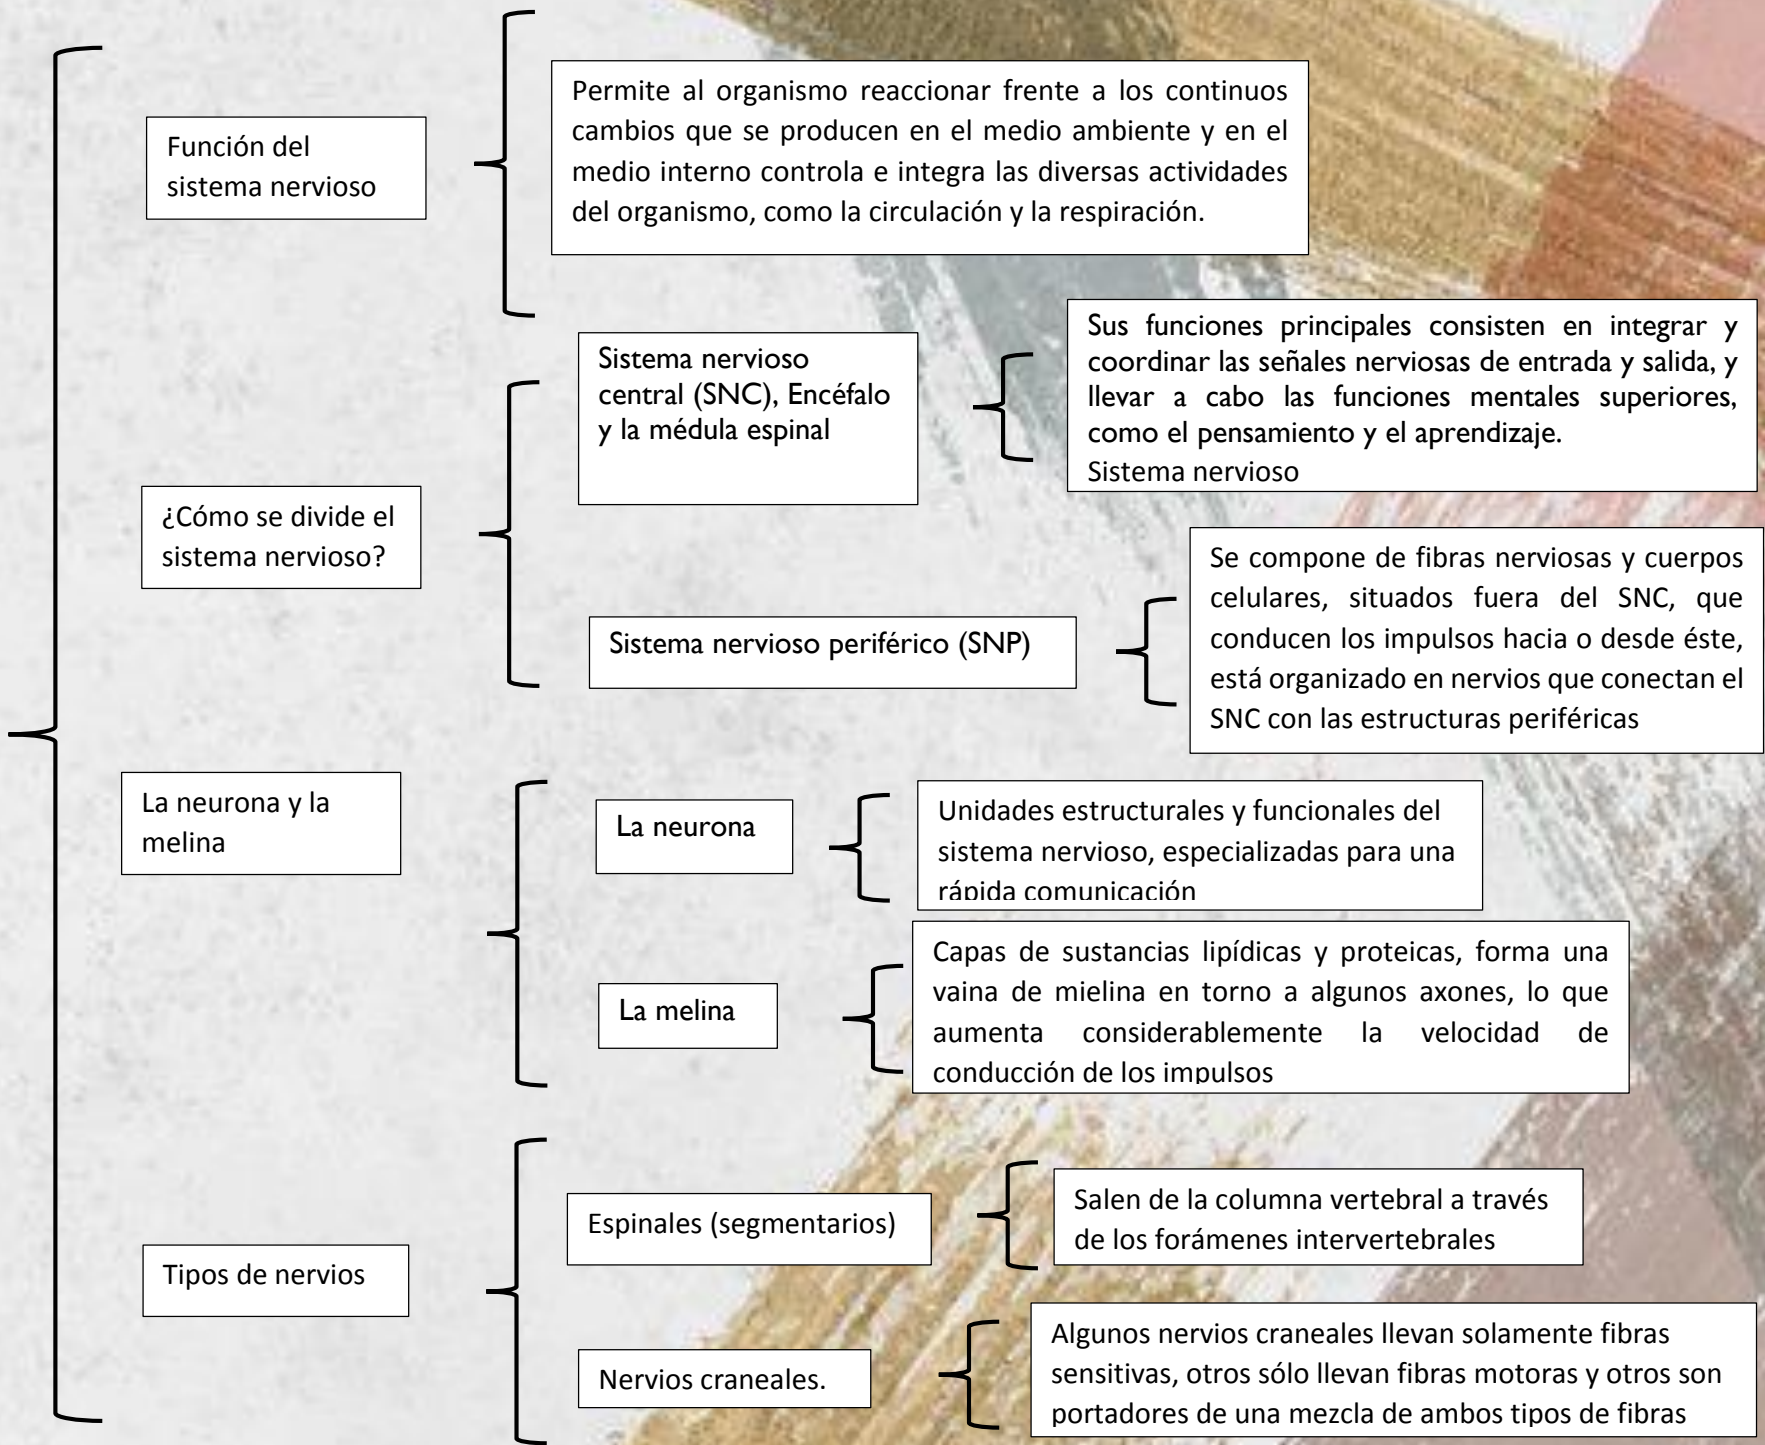 Función del
sistema nervioso
Permite al organismo reaccionar frente a los continuos
cambios que se producen en el medio ambiente y en el
medio interno controla e integra las diversas actividades
del organismo, como la circulación y la respiración.
¿Cómo se divide el
sistema nervioso?
Sistema nervioso
central (SNC), Encéfalo
y la médula espinal
Sus funciones principales consisten en integrar y
coordinar las señales nerviosas de entrada y salida, y
llevar a cabo las funciones mentales superiores,
como el pensamiento y el aprendizaje.
Sistema nervioso
Sistema nervioso periférico (SNP)
Se compone de fibras nerviosas y cuerpos
celulares, situados fuera del SNC, que
conducen los impulsos hacia o desde éste,
está organizado en nervios que conectan el
SNC con las estructuras periféricas
La neurona y la
melina
La neurona
Unidades estructurales y funcionales del
sistema nervioso, especializadas para una
rápida comunicación
La melina
Capas de sustancias lipídicas y proteicas, forma una
vaina de mielina en torno a algunos axones, lo que
aumenta considerablemente la velocidad de
conducción de los impulsos
Tipos de nervios
Espinales (segmentarios)
Salen de la columna vertebral a través
de los forámenes intervertebrales
Nervios craneales.
Algunos nervios craneales llevan solamente fibras
sensitivas, otros sólo llevan fibras motoras y otros son
portadores de una mezcla de ambos tipos de fibras